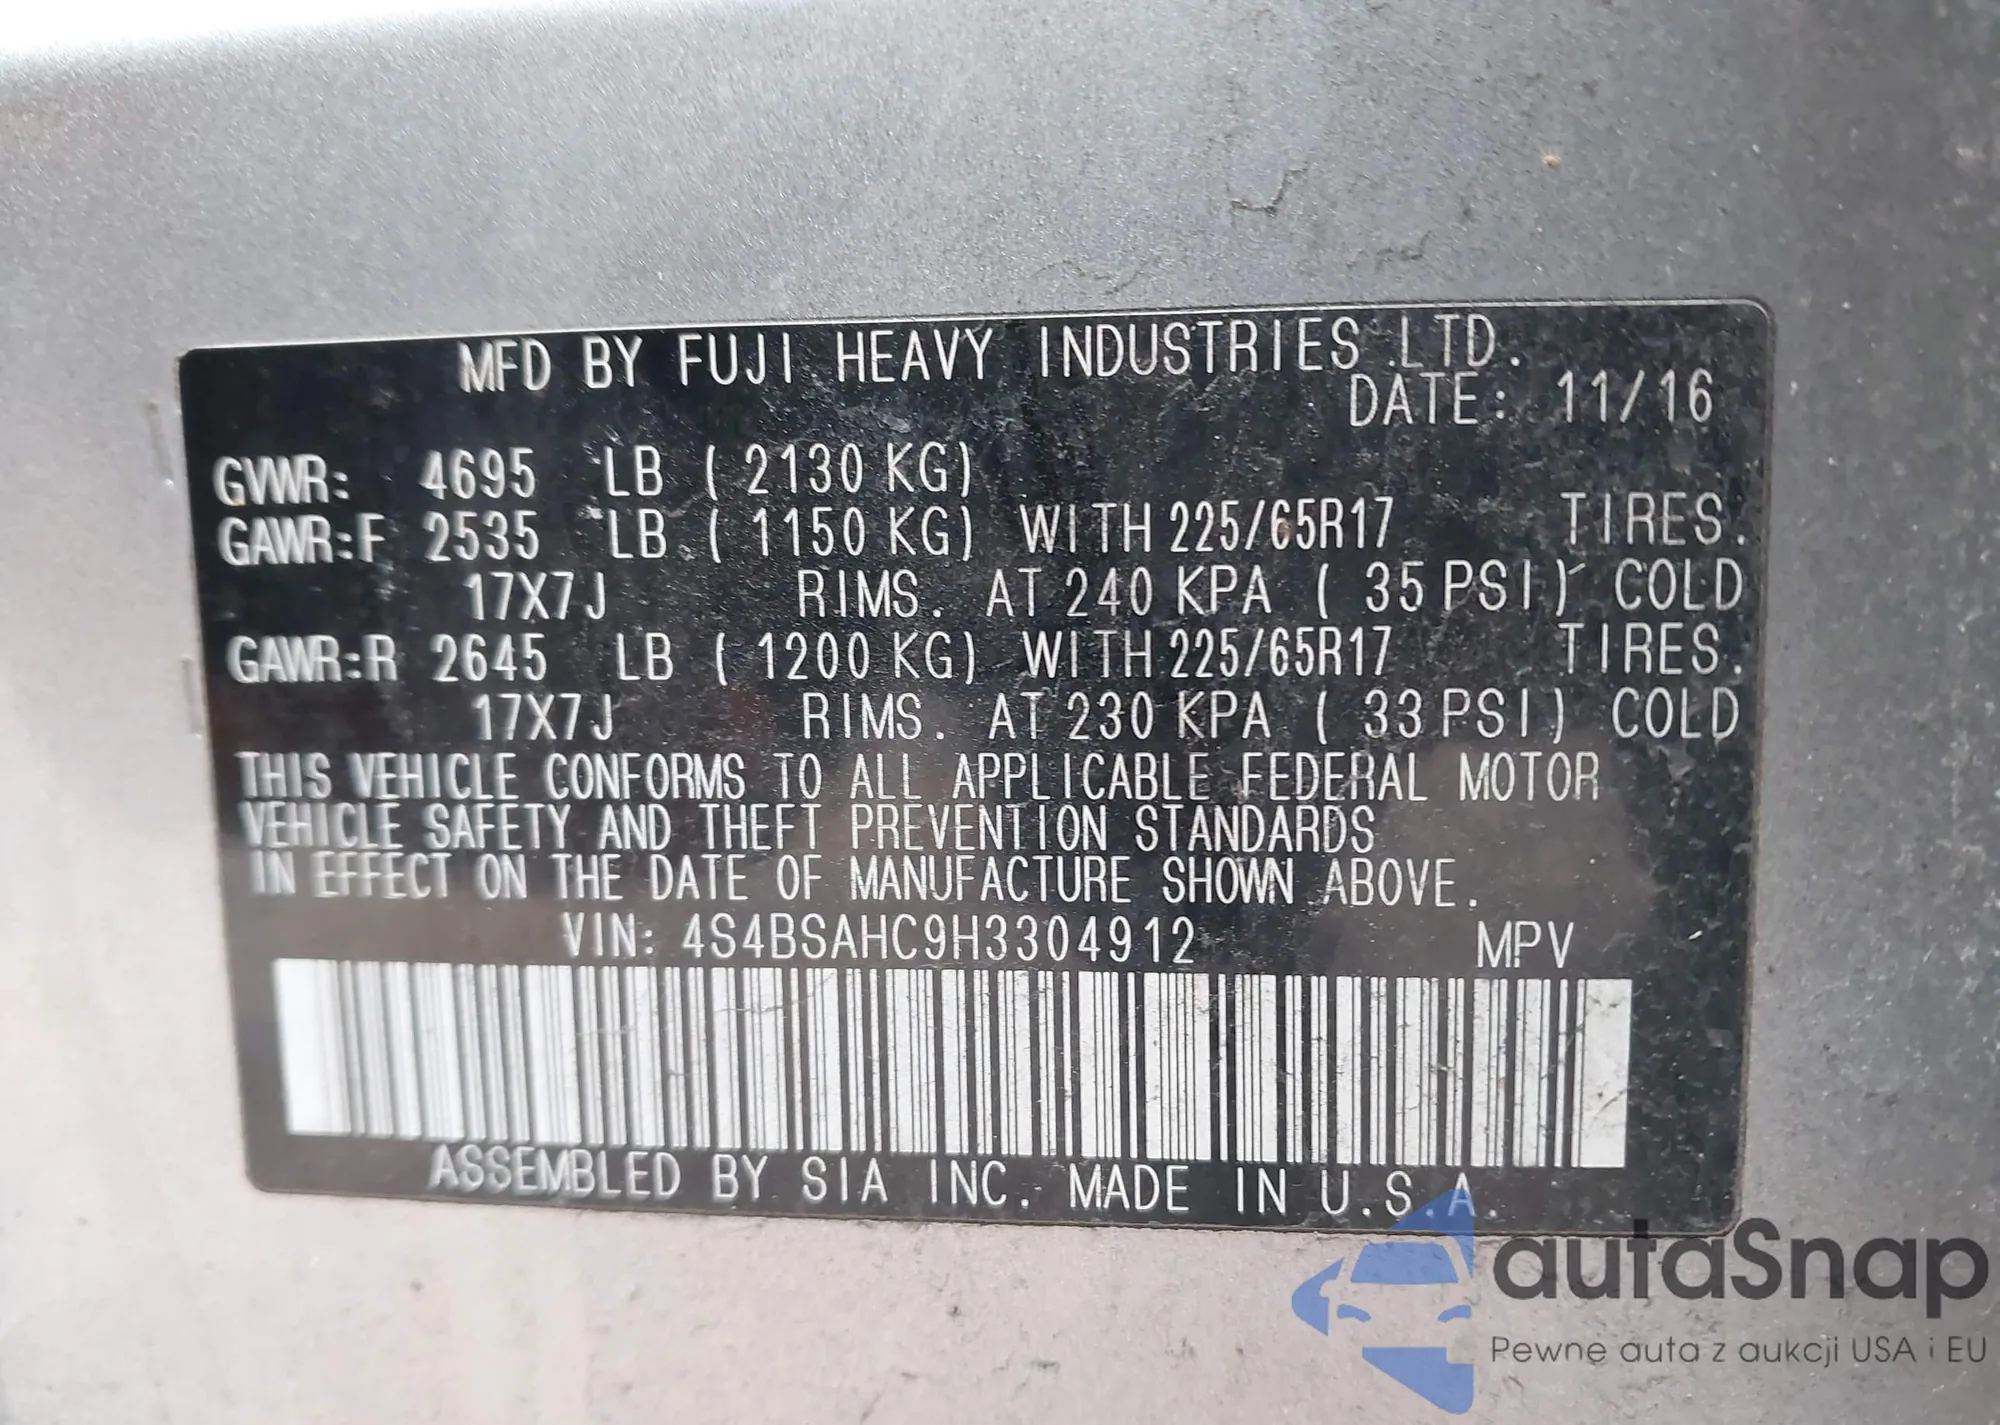 MFD BY FUJI HEAVY INDUSTRIES LTD.
DATE: 11/16
GVWR: 4695 LB ( 2130 KG)
GAWR:F 2535 LB ( 1150 KG) WITH 225/65R17 TIRES.
17X7J RIMS. AT 240 KPA ( 35 PSI) COLD
GAWR:R 2645 LB ( 1200 KG) WITH 225/65R17 TIRES.
17X7J RIMS. AT 230 KPA ( 33 PSI) COLD
THIS VEHICLE CONFORMS TO ALL APPLICABLE FEDERAL MOTOR
VEHICLE SAFETY AND THEFT PREVENTION STANDARDS
IN EFFECT ON THE DATE OF MANUFACTURE SHOWN ABOVE.
VIN: 4S4BSAHC9H3304912 MPV
ASSEMBLED BY SIA INC. MADE IN U.S.A.
autaSnap
Pewne auta z aukcji USA i EU